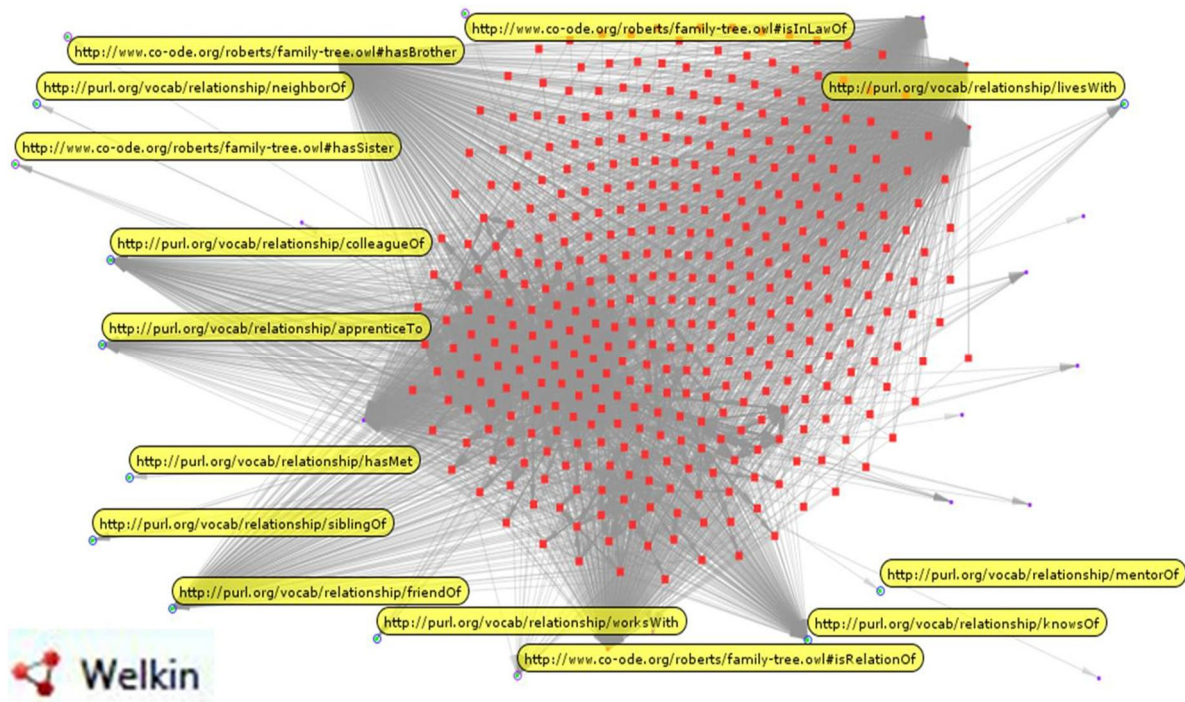 http://www.co-ode.org/roberts/family-tree.owl#isInLawOf
http://www.co-ode.org/roberts/family-tree.owl#hasBrother
http://purl.org/vocab/relationship/neighborOf
http://purl.org/vocab/relationship/livesWith
http://www.co-ode.org/roberts/family-tree.owl#hasSister
http://purl.org/vocab/relationship/colleagueOf
http://purl.org/vocab/relationship/apprenticeTo
http://purl.org/vocab/relationship/hasMet
http://purl.org/vocab/relationship/siblingOf
http://purl.org/vocab/relationship/mentorOf
http://purl.org/vocab/relationship/friendOf
http://purl.org/vocab/relationship/worksWith
http://purl.org/vocab/relationship/knowsOf
http://www.co-ode.org/roberts/family-tree.owl#isRelationOf
Welkin